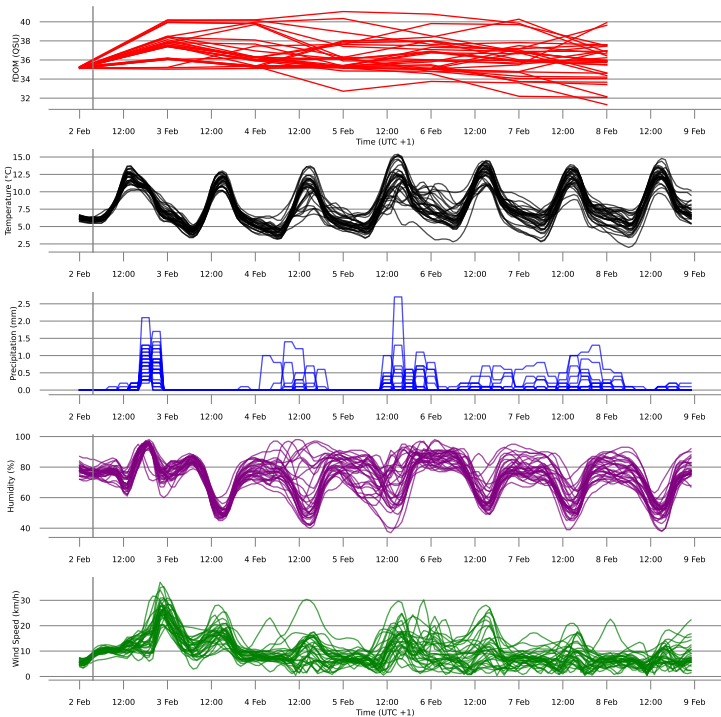 fDOM (QSU)
40
38
36
34
32
2 Feb 12:00 3 Feb 12:00 4 Feb 12:00 5 Feb 12:00 6 Feb 12:00 7 Feb 12:00 8 Feb 12:00 9 Feb
Time (UTC +1)
Temperature (°C)
15.0
12.5
10.0
7.5
5.0
2.5
2 Feb 12:00 3 Feb 12:00 4 Feb 12:00 5 Feb 12:00 6 Feb 12:00 7 Feb 12:00 8 Feb 12:00 9 Feb
Precipitation (mm)
2.5
2.0
1.5
1.0
0.5
0.0
2 Feb 12:00 3 Feb 12:00 4 Feb 12:00 5 Feb 12:00 6 Feb 12:00 7 Feb 12:00 8 Feb 12:00 9 Feb
Humidity (%)
100
80
60
40
2 Feb 12:00 3 Feb 12:00 4 Feb 12:00 5 Feb 12:00 6 Feb 12:00 7 Feb 12:00 8 Feb 12:00 9 Feb
Wind Speed (km/h)
30
20
10
0
2 Feb 12:00 3 Feb 12:00 4 Feb 12:00 5 Feb 12:00 6 Feb 12:00 7 Feb 12:00 8 Feb 12:00 9 Feb
Time (UTC +1)